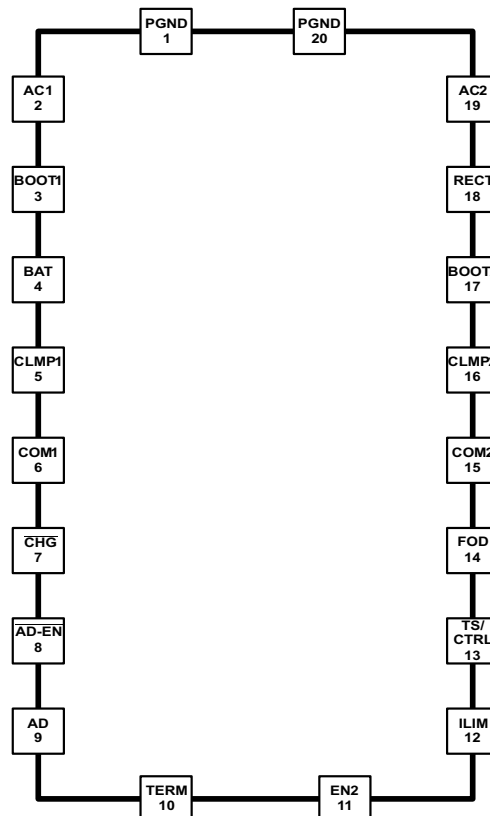 PGND
1
PGND
20
AC1
2
AC2
19
BOOT1
3
RECT
18
BAT
4
BOOT
17
CLMP1
5
CLMP2
16
COM1
6
COM2
15
CHG
7
FOD
14
AD-EN
8
TS/
CTRL
13
AD
9
ILIM
12
TERM
10
EN2
11